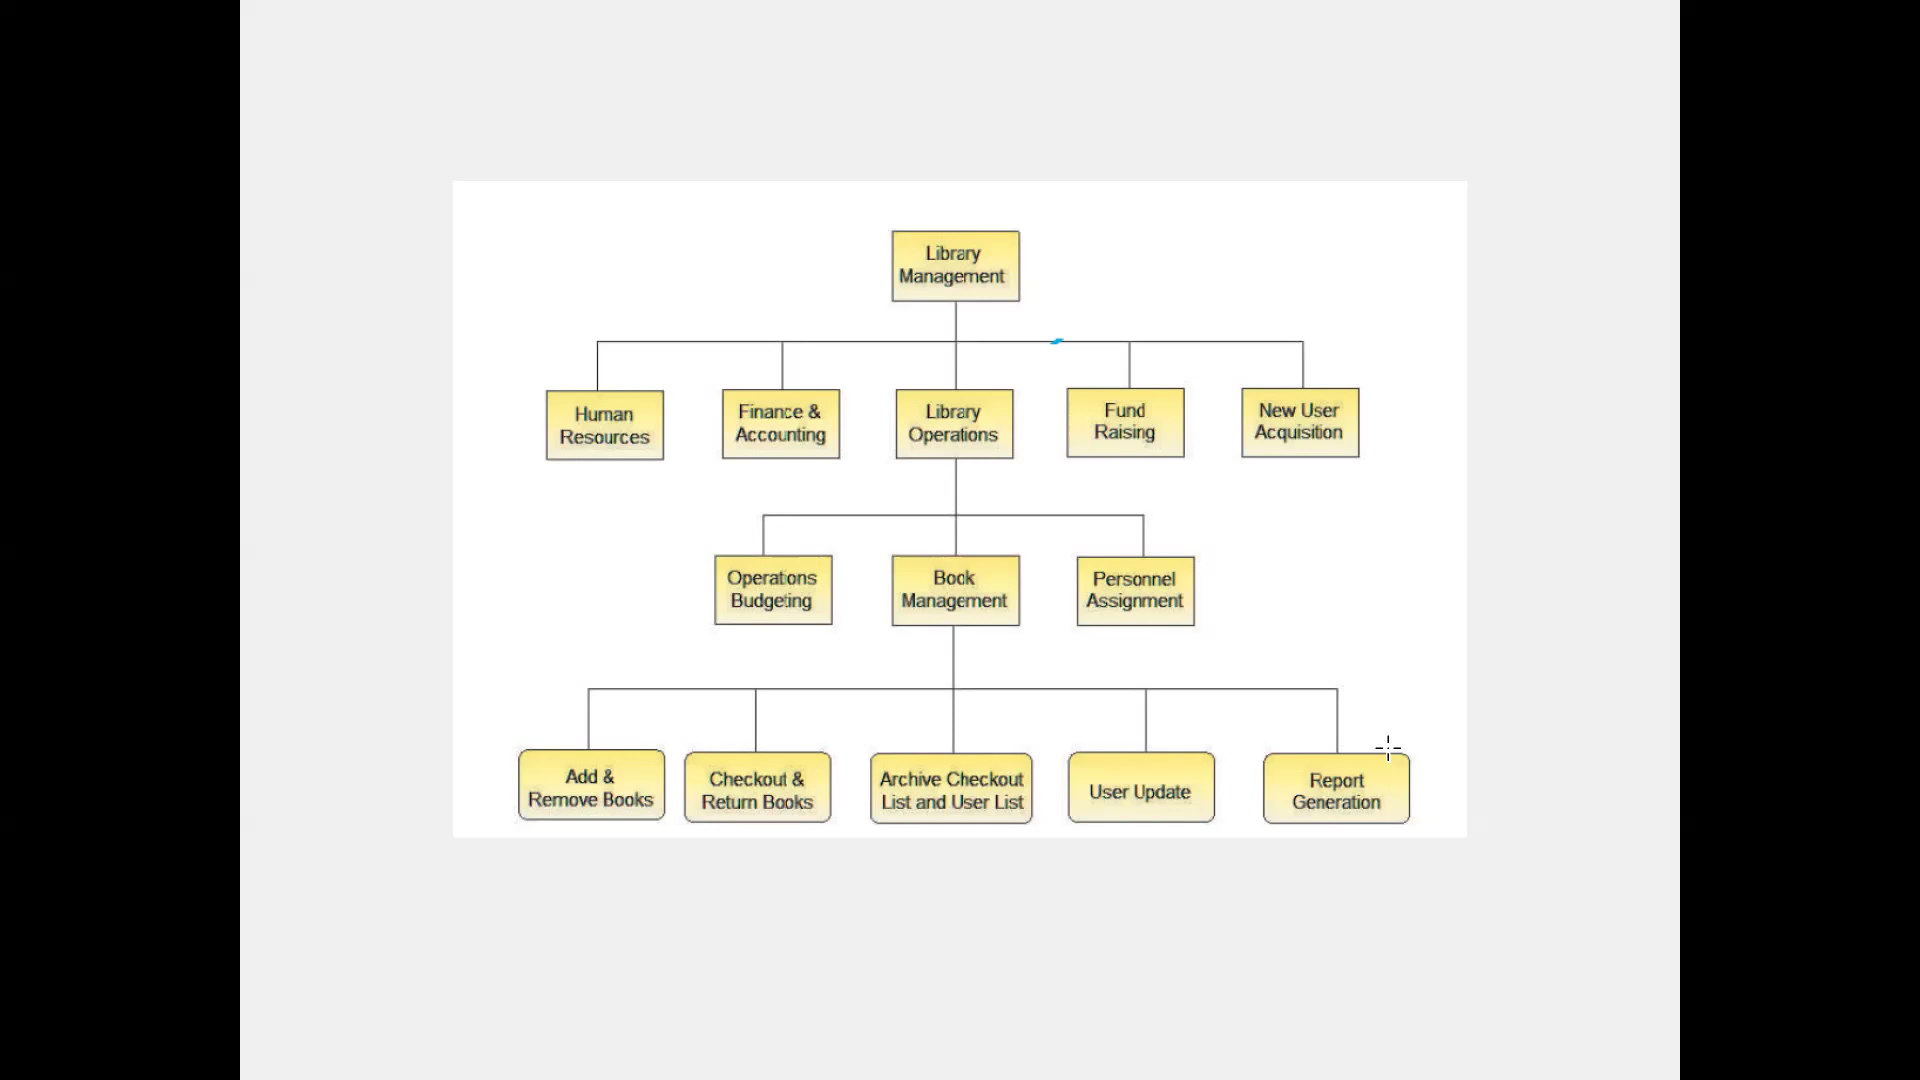 Library
Management
Human
Resources
Finance &
Accounting
Library
Operations
Fund
Raising
New User
Acquisition
Operations
Budgeting
Book
Management
Personnel
Assignment
Add &
Remove Books
Checkout &
Return Books
Archive Checkout
List and User List
User Update
Report
Generation